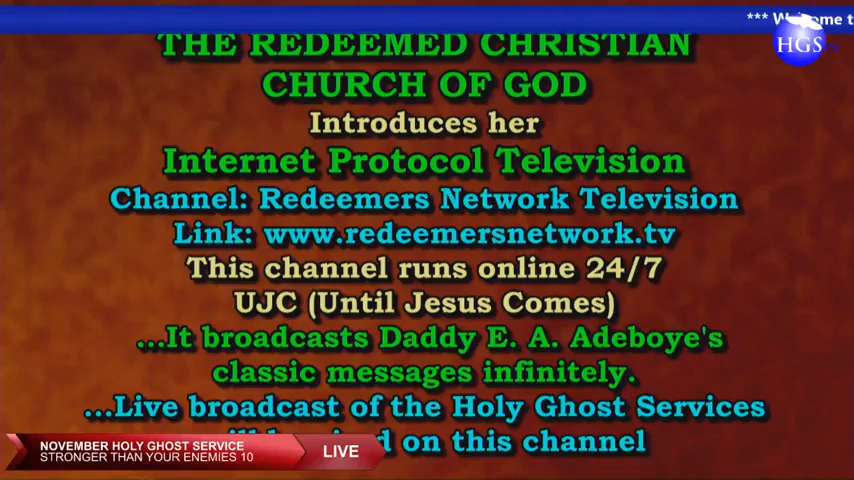 *** We ome t
HGS
tv
THE REDEEMED CHRISTIAN
CHURCH OF GOD
Introduces her
Internet Protocol Television
Channel: Redeemers Network Television
Link: www.redeemersnetwork.tv
This channel runs online 24/7
UJC (Until Jesus Comes)
...It broadcasts Daddy E. A. Adeboye's
classic messages infinitely.
...Live broadcast of the Holy Ghost Services
on this channel
NOVEMBER HOLY GHOST SERVICE
STRONGER THAN YOUR ENEMIES 10
LIVE